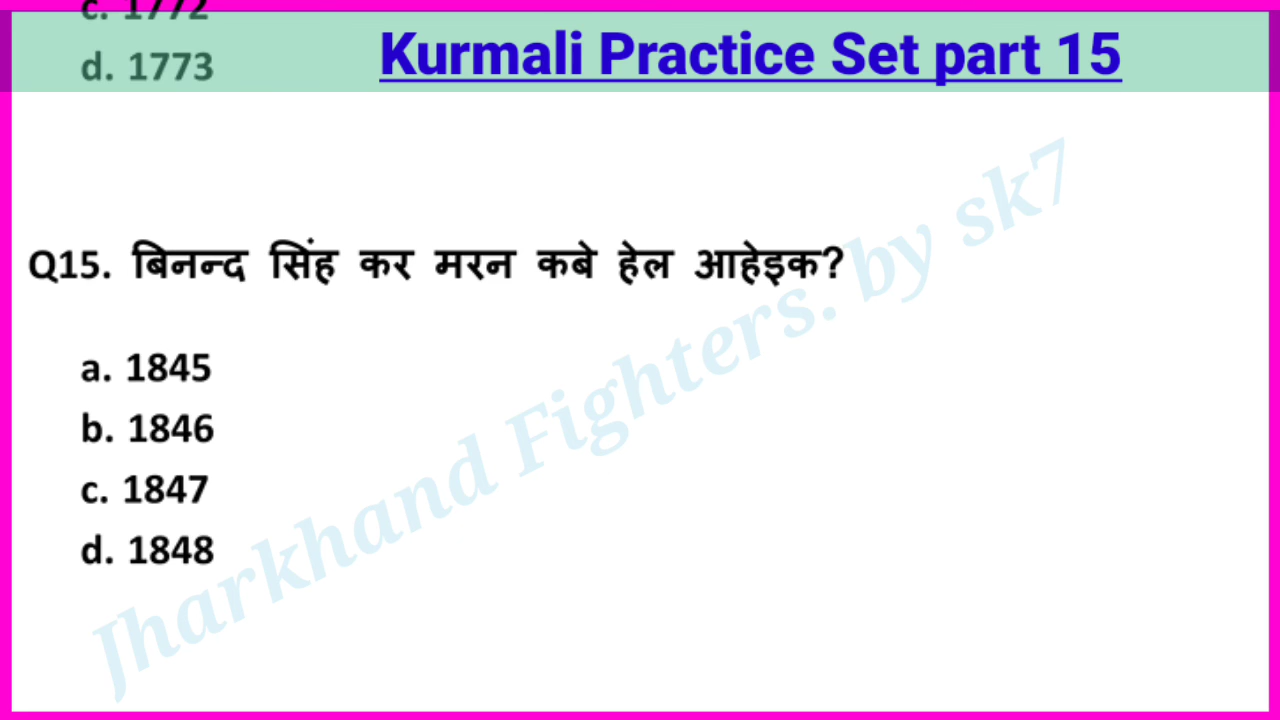 c. 1772
d. 1773
Kurmali Practice Set part 15
Q15. बिनन्द सिंह कर मरन कबे हेल आहेइक?
a. 1845
b. 1846
c. 1847
d. 1848
Jharkhand Fighters. by sk7